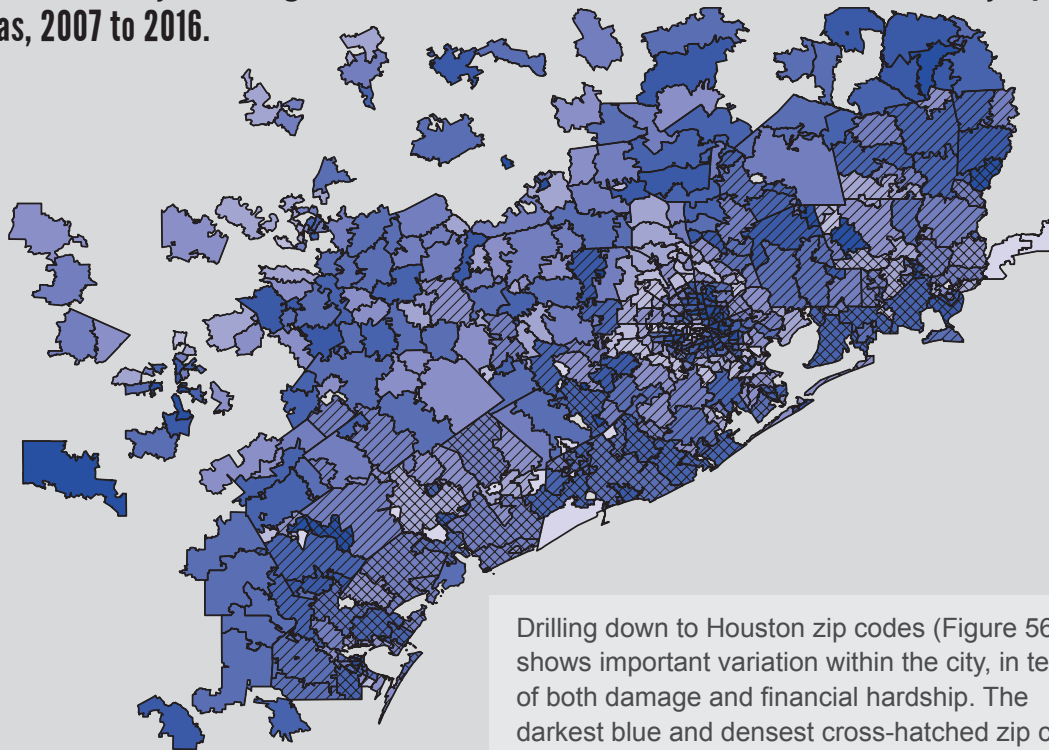 as, 2007 to 2016.
Drilling down to Houston zip codes (Figure 56
shows important variation within the city, in te
of both damage and financial hardship. The
darkest blue and densest cross-hatched zip c